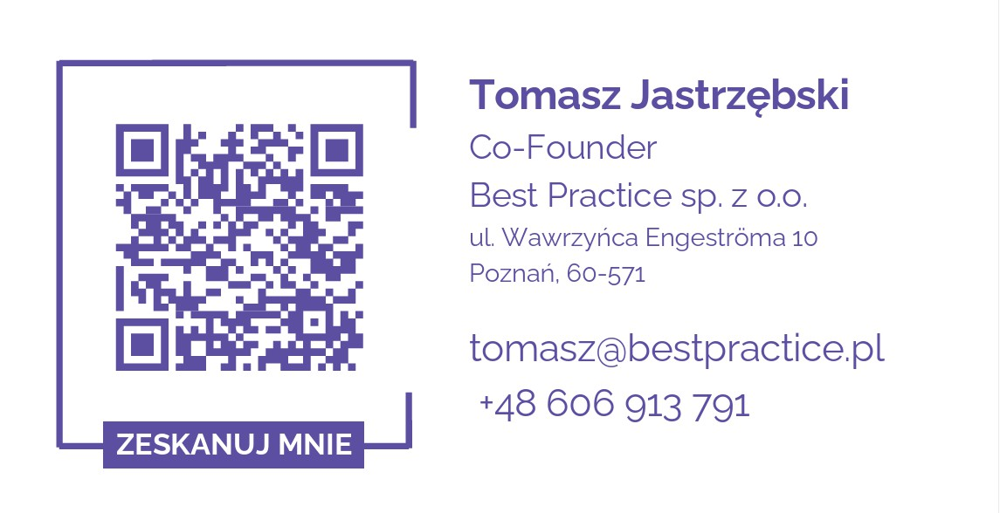 Tomasz Jastrzębski
Co-Founder
Best Practice sp. z o.o.
ul. Wawrzyńca Engeströma 10
Poznań, 60-571
tomasz@bestpractice.pl
+48 606 913 791
ZESKANUJ MNIE